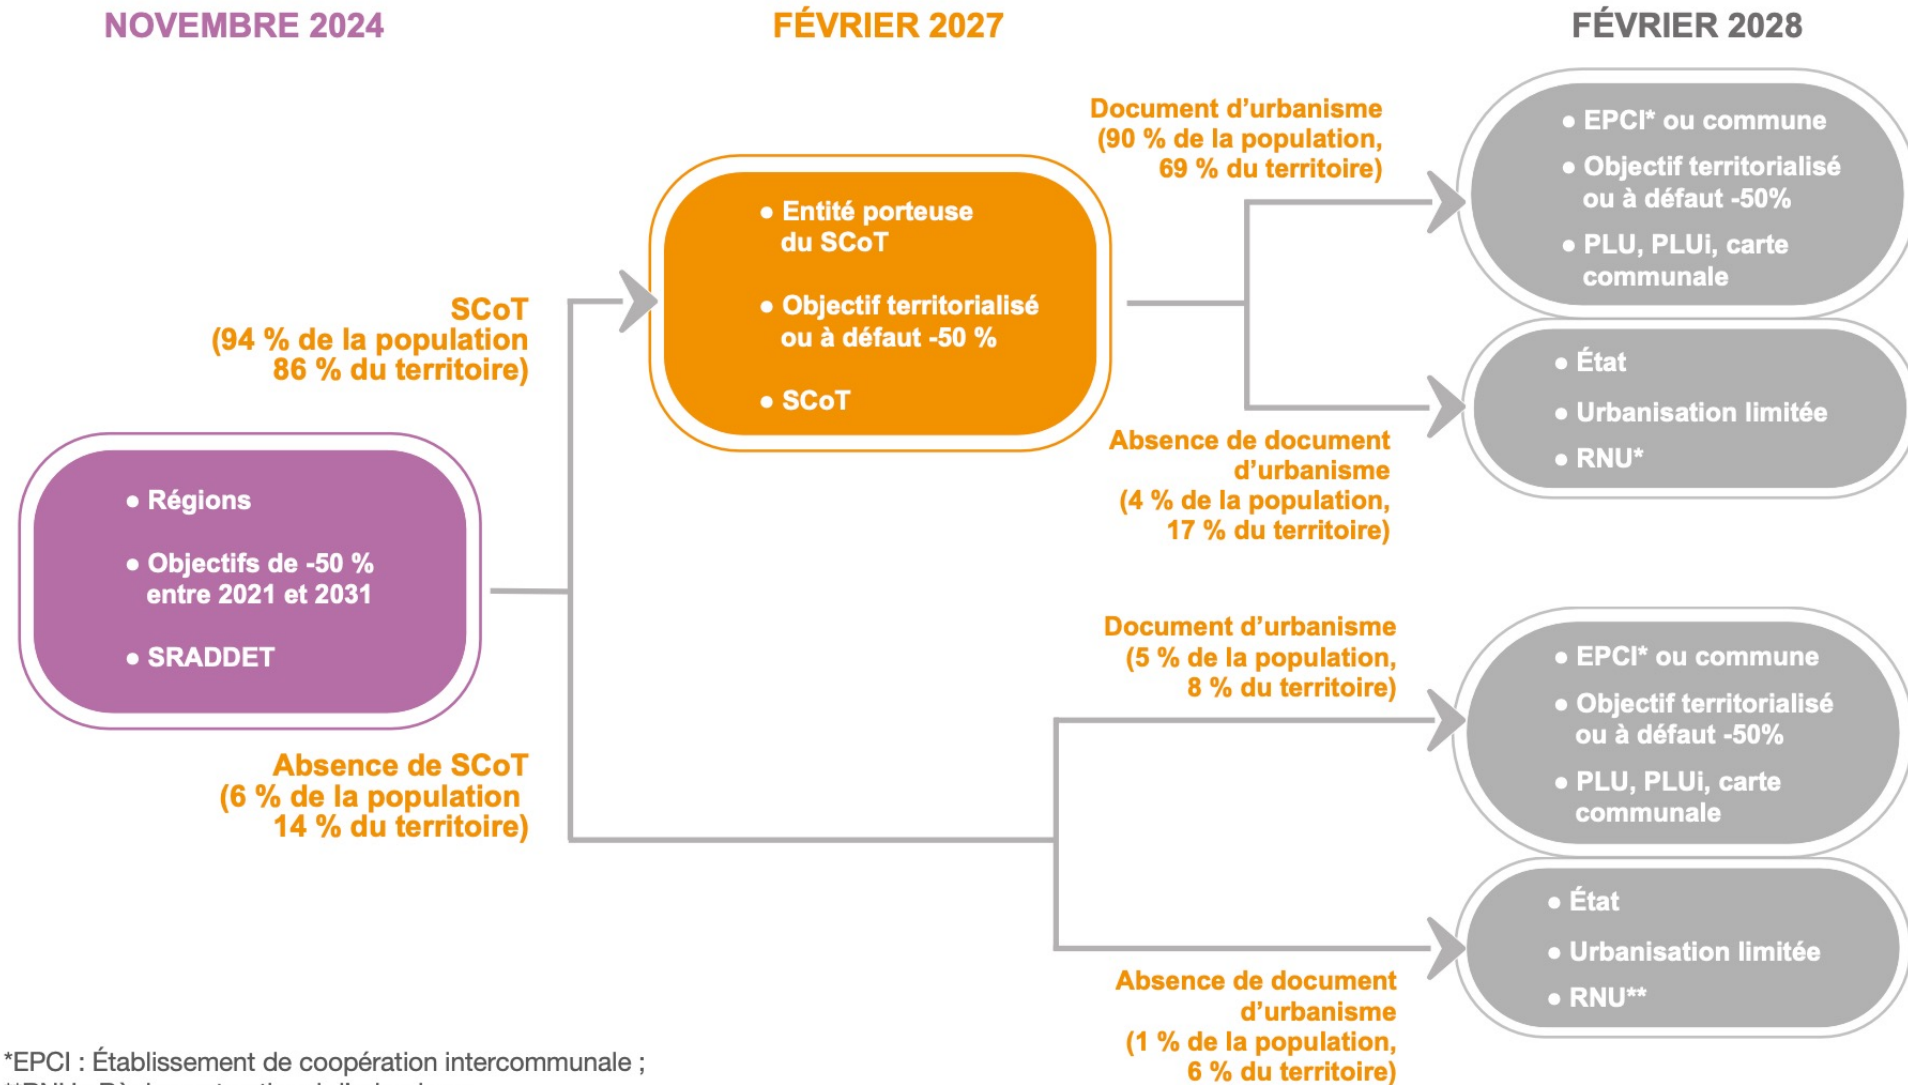 NOVEMBRE 2024
FÉVRIER 2027
FÉVRIER 2028
● Régions
● Objectifs de -50 %
entre 2021 et 2031
● SRADDET
SCoT
(94 % de la population
86 % du territoire)
Absence de SCoT
(6 % de la population
14 % du territoire)
● Entité porteuse
du SCoT
● Objectif territorialisé
ou à défaut -50 %
● SCoT
Document d’urbanisme
(90 % de la population,
69 % du territoire)
● EPCI* ou commune
● Objectif territorialisé
ou à défaut -50%
● PLU, PLUi, carte
communale
Absence de document
d’urbanisme
(4 % de la population,
17 % du territoire)
● État
● Urbanisation limitée
● RNU*
Document d’urbanisme
(5 % de la population,
8 % du territoire)
● EPCI* ou commune
● Objectif territorialisé
ou à défaut -50%
● PLU, PLUi, carte
communale
Absence de document
d’urbanisme
(1 % de la population,
6 % du territoire)
● État
● Urbanisation limitée
● RNU**
*EPCI : Établissement de coopération intercommunale ;